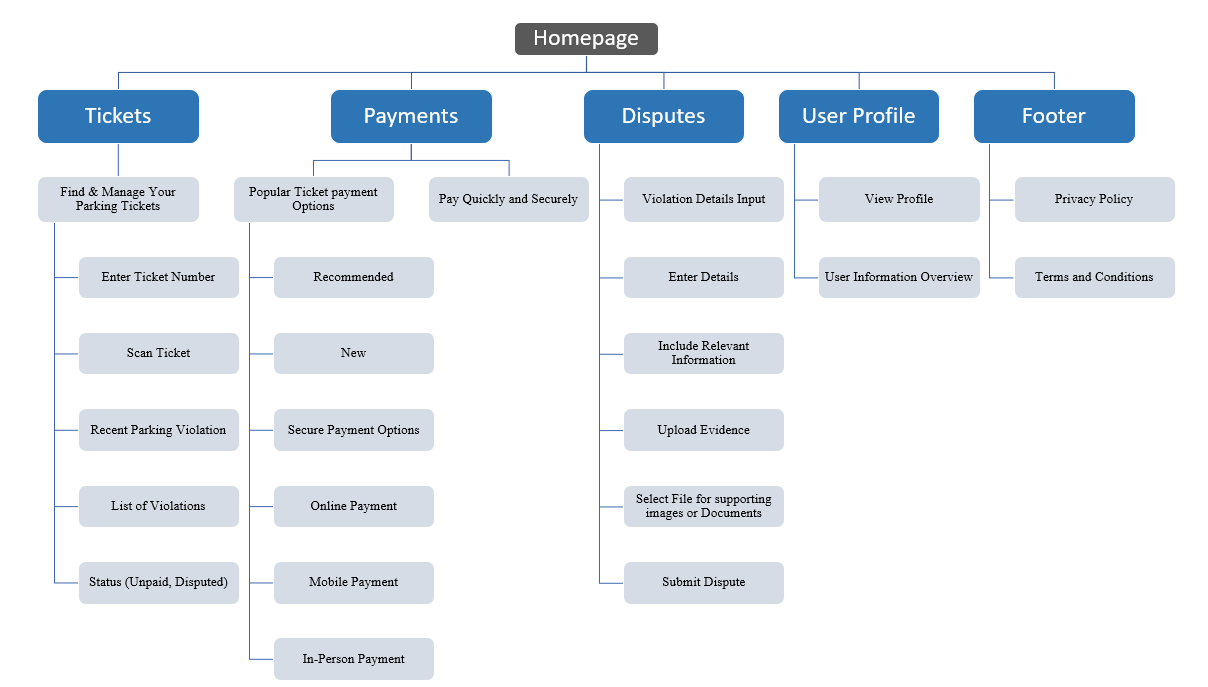 Homepage
Tickets
Payments
Disputes
User Profile
Footer
Find & Manage Your
Parking Tickets
Popular Ticket payment
Options
Pay Quickly and Securely
Violation Details Input
View Profile
Privacy Policy
Enter Ticket Number
Recommended
Enter Details
User Information Overview
Terms and Conditions
Scan Ticket
New
Include Relevant
Information
Recent Parking Violation
Secure Payment Options
Upload Evidence
List of Violations
Online Payment
Select File for supporting
images or Documents
Status (Unpaid, Disputed)
Mobile Payment
Submit Dispute
In-Person Payment